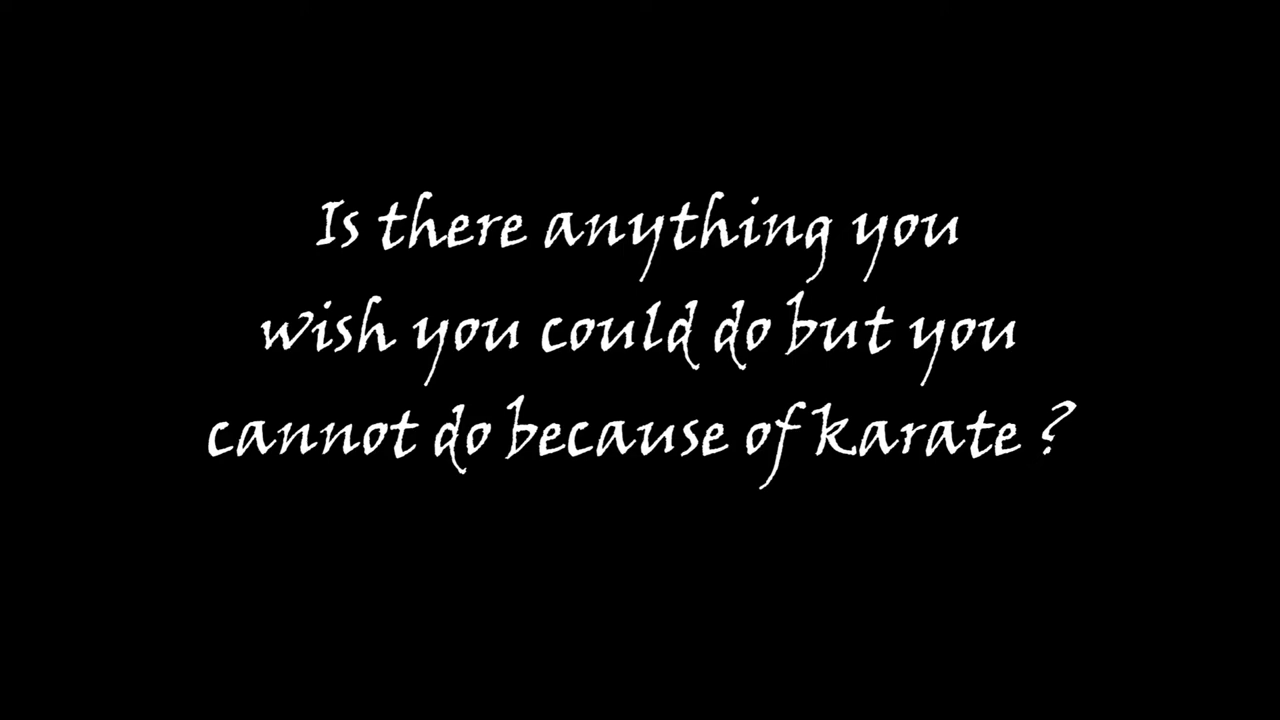 Is there anything you
wish you could do but you
cannot do because of karate ?